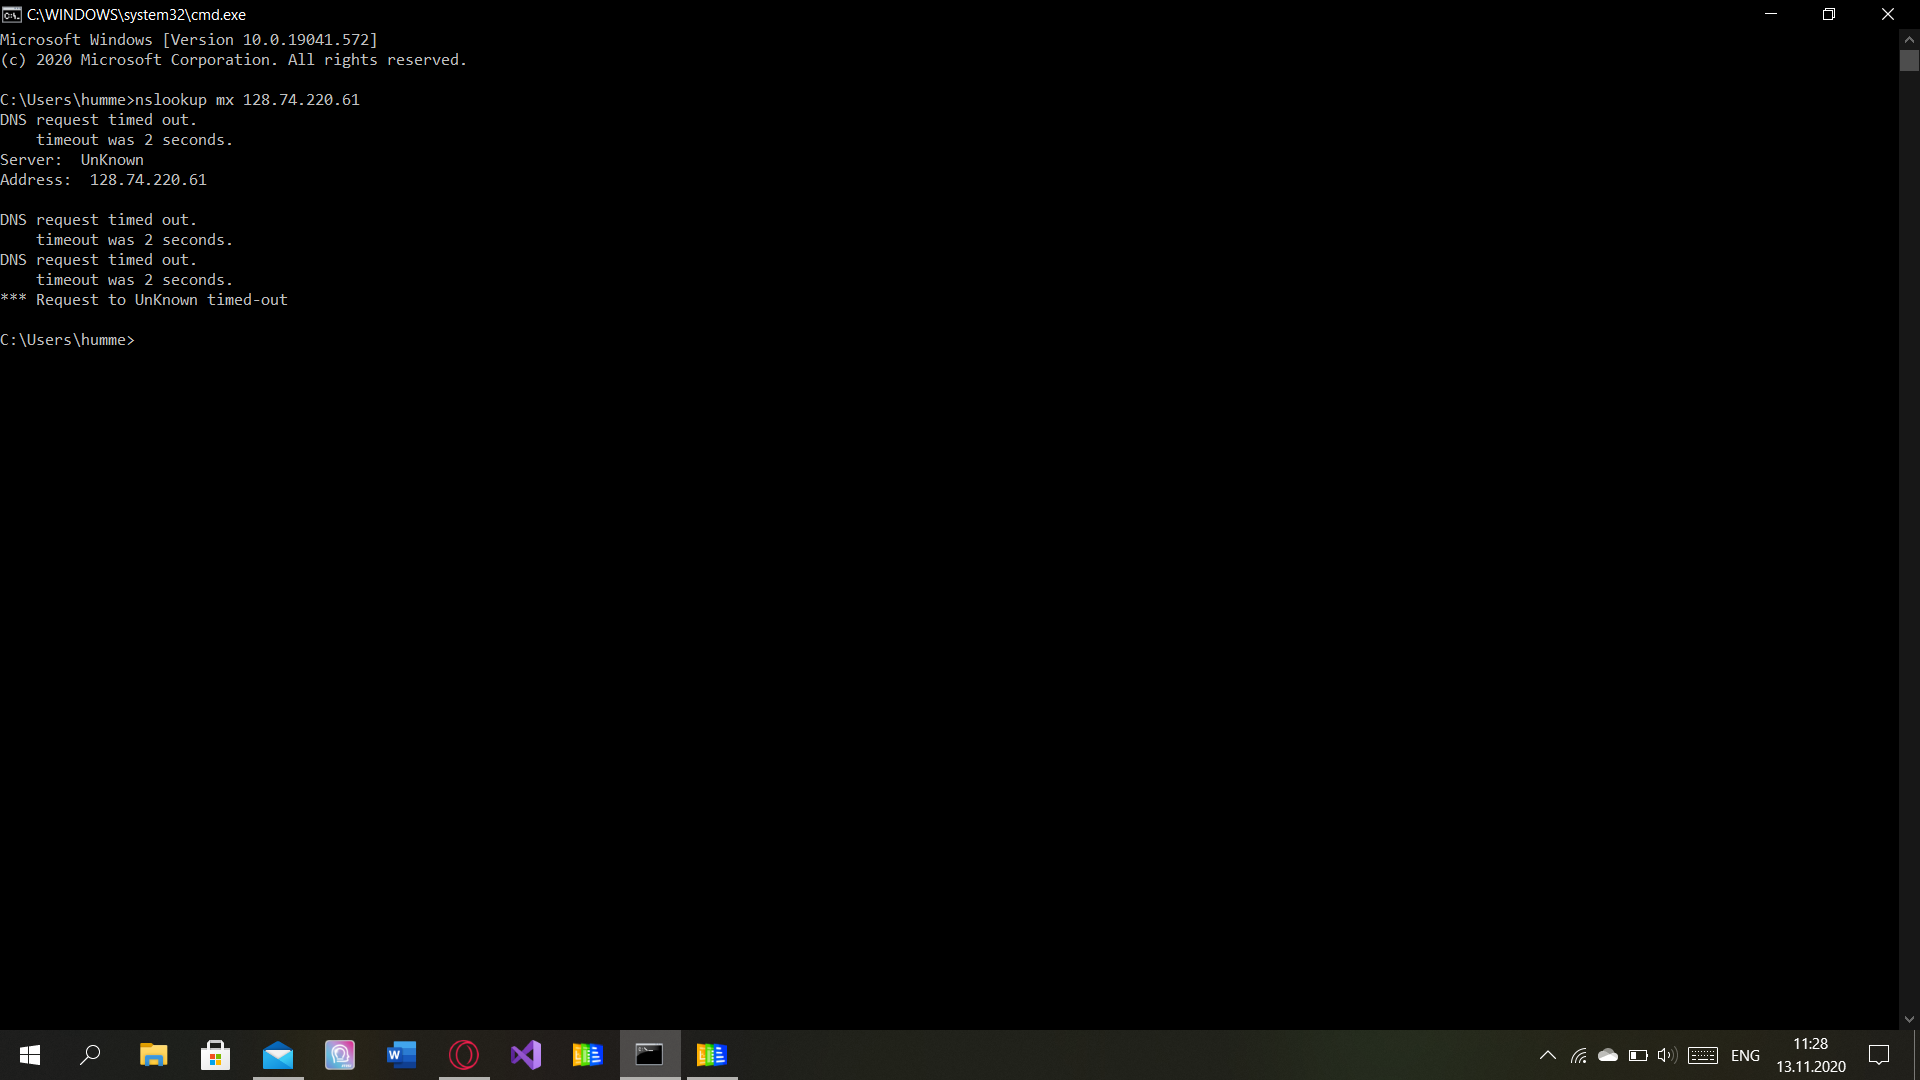 C:\WINDOWS\system32\cmd.exe
Microsoft Windows [Version 10.0.19041.572]
(c) 2020 Microsoft Corporation. All rights reserved.
C:\Users\humme>nslookup mx 128.74.220.61
DNS request timed out.
    timeout was 2 seconds.
Server:  UnKnown
Address:  128.74.220.61
DNS request timed out.
    timeout was 2 seconds.
DNS request timed out.
    timeout was 2 seconds.
*** Request to UnKnown timed-out
C:\Users\humme>
ENG
11:28
13.11.2020